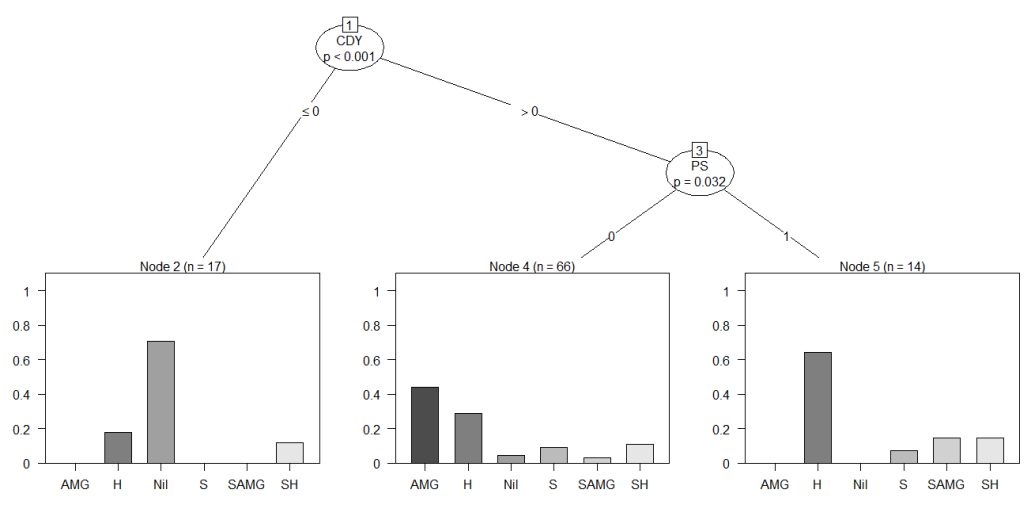 1
CDY
p < 0.001
≤ 0
> 0
3
PS
p = 0.032
0
1
Node 2 (n = 17)
1
0.8
0.6
0.4
0.2
0
AMG H Nil S SAMG SH
Node 4 (n = 66)
1
0.8
0.6
0.4
0.2
0
AMG H Nil S SAMG SH
Node 5 (n = 14)
1
0.8
0.6
0.4
0.2
0
AMG H Nil S SAMG SH